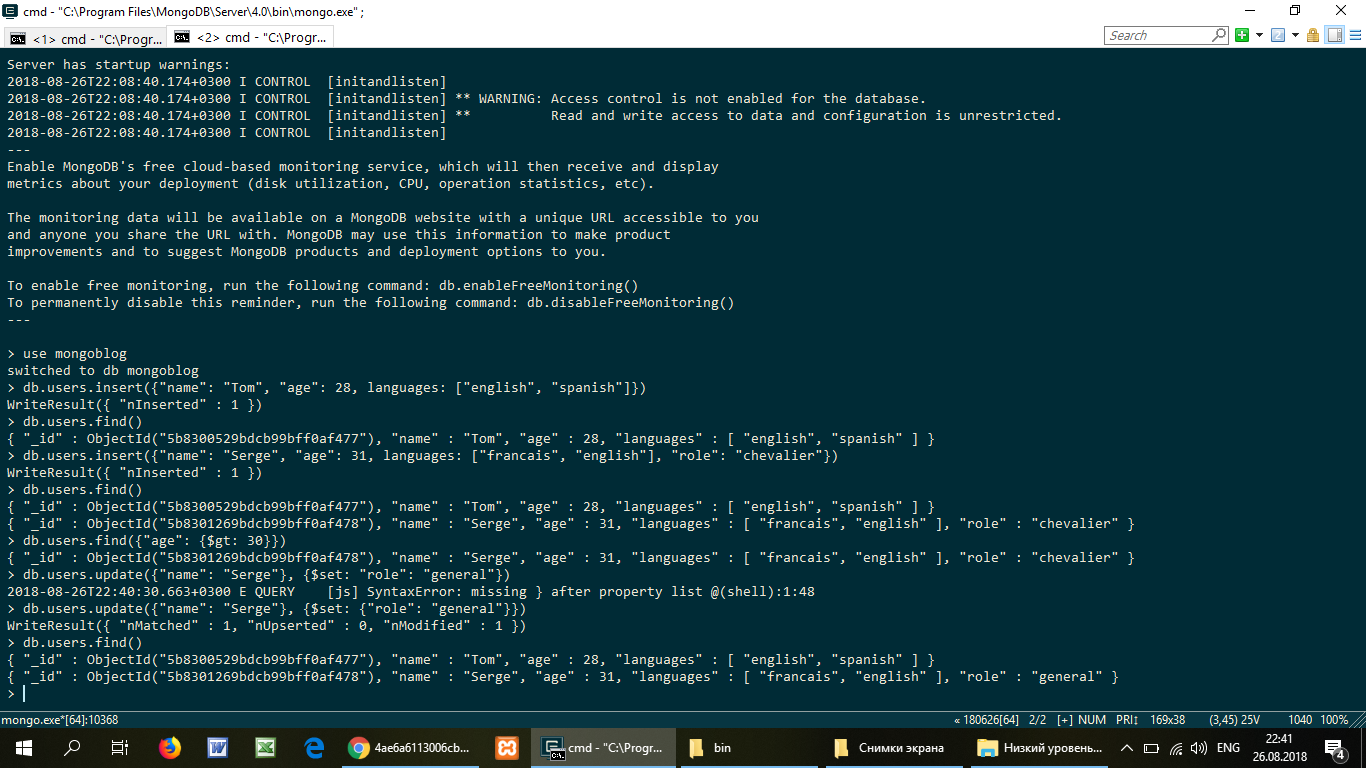 cmd - "C:\Program Files\MongoDB\Server\4.0\bin\mongo.exe" ;
<1> cmd - "C:\Progr...
<2> cmd - "C:\Progr...
Search
Server has startup warnings:
2018-08-26T22:08:40.174+0300 I CONTROL  [initandlisten]
2018-08-26T22:08:40.174+0300 I CONTROL  [initandlisten] ** WARNING: Access control is not enabled for the database.
2018-08-26T22:08:40.174+0300 I CONTROL  [initandlisten] **          Read and write access to data and configuration is unrestricted.
2018-08-26T22:08:40.174+0300 I CONTROL  [initandlisten]
---
Enable MongoDB's free cloud-based monitoring service, which will then receive and display
metrics about your deployment (disk utilization, CPU, operation statistics, etc).
The monitoring data will be available on a MongoDB website with a unique URL accessible to you
and anyone you share the URL with. MongoDB may use this information to make product
improvements and to suggest MongoDB products and deployment options to you.
To enable free monitoring, run the following command: db.enableFreeMonitoring()
To permanently disable this reminder, run the following command: db.disableFreeMonitoring()
---
> use mongoblog
switched to db mongoblog
> db.users.insert({"name": "Tom", "age": 28, languages: ["english", "spanish"]})
WriteResult({ "nInserted" : 1 })
> db.users.find()
{ "_id" : ObjectId("5b8300529bdcb99bff0af477"), "name" : "Tom", "age" : 28, "languages" : [ "english", "spanish" ] }
> db.users.insert({"name": "Serge", "age": 31, languages: ["francais", "english"], "role": "chevalier"})
WriteResult({ "nInserted" : 1 })
> db.users.find()
{ "_id" : ObjectId("5b8300529bdcb99bff0af477"), "name" : "Tom", "age" : 28, "languages" : [ "english", "spanish" ] }
{ "_id" : ObjectId("5b8301269bdcb99bff0af478"), "name" : "Serge", "age" : 31, "languages" : [ "francais", "english" ], "role" : "chevalier" }
> db.users.find({"age": {$gt: 30}})
{ "_id" : ObjectId("5b8301269bdcb99bff0af478"), "name" : "Serge", "age" : 31, "languages" : [ "francais", "english" ], "role" : "chevalier" }
> db.users.update({"name": "Serge"}, {$set: "role": "general"})
2018-08-26T22:40:30.663+0300 E QUERY    [js] SyntaxError: missing } after property list @(shell):1:48
> db.users.update({"name": "Serge"}, {$set: {"role": "general"}})
WriteResult({ "nMatched" : 1, "nUpserted" : 0, "nModified" : 1 })
> db.users.find()
{ "_id" : ObjectId("5b8300529bdcb99bff0af477"), "name" : "Tom", "age" : 28, "languages" : [ "english", "spanish" ] }
{ "_id" : ObjectId("5b8301269bdcb99bff0af478"), "name" : "Serge", "age" : 31, "languages" : [ "francais", "english" ], "role" : "general" }
>
mongo.exe*[64]:10368
« 180626[64] 2/2 [+] NUM PRI↕ 169x38 (3,45) 25V 1040 100%
4ae6a6113006cb...
cmd - "C:\Progr...
bin
Снимки экрана
Низкий уровень...
ENG
22:41
26.08.2018
4